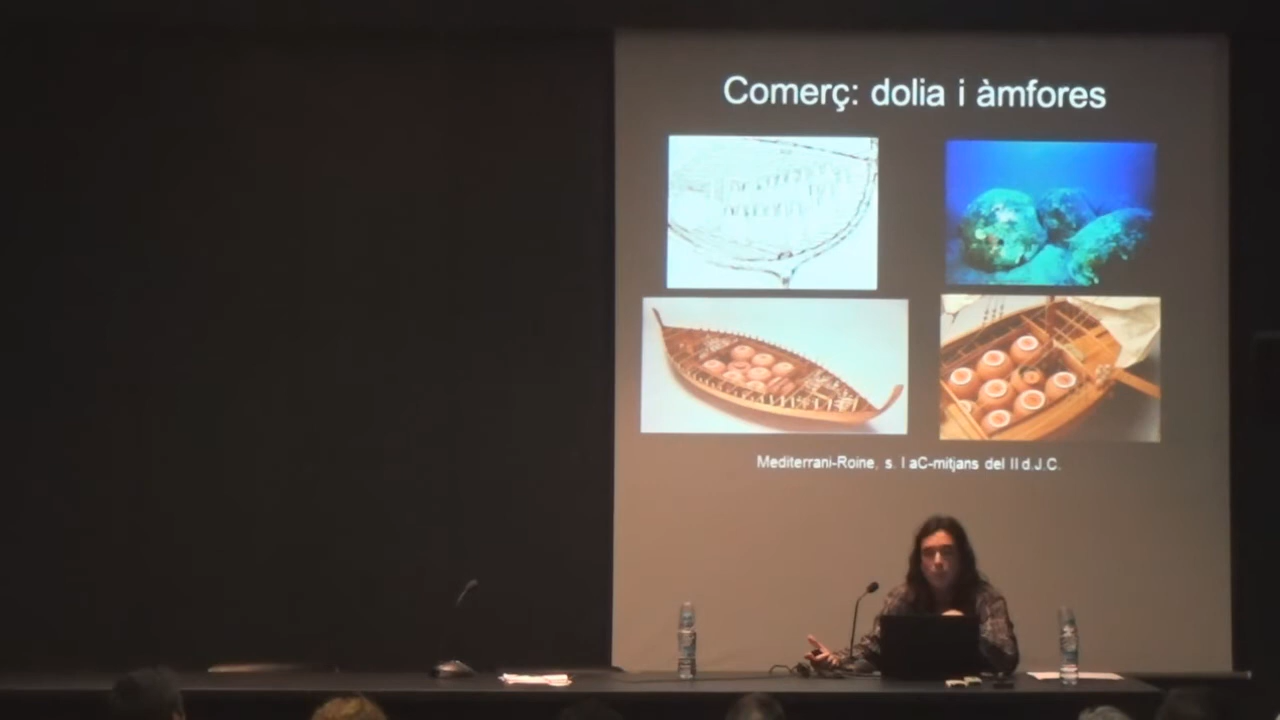 Comerç: dolia i àmfores
Mediterrani-Roine, s. I aC-mitjans del II d.J.C.